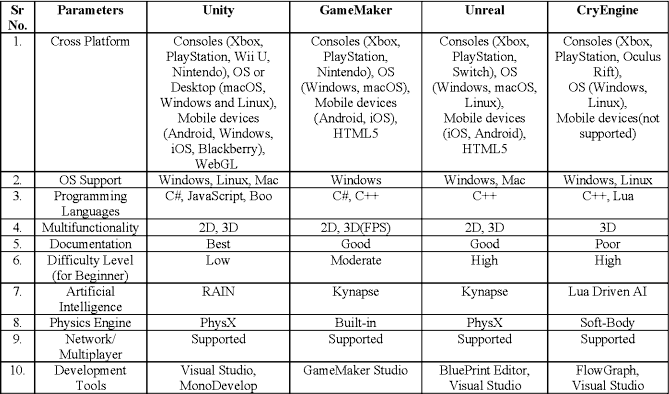 Sr No. Parameters Unity GameMaker Unreal CryEngine
1. Cross Platform Consoles (Xbox, PlayStation, Wii U, Nintendo), OS or Desktop (macOS, Windows and Linux), Mobile devices (Android, Windows, iOS, Blackberry), WebGL Consoles (Xbox, PlayStation, Nintendo), OS (Windows, macOS), Mobile devices (Android, iOS), HTML5 Consoles (Xbox, PlayStation, Switch), OS (Windows, macOS, Linux), Mobile devices (iOS, Android), HTML5 Consoles (Xbox, PlayStation, Oculus Rift), OS (Windows, Linux), Mobile devices(not supported)
2. OS Support Windows, Linux, Mac Windows Windows, Mac Windows, Linux
3. Programming Languages C#, JavaScript, Boo C#, C++ C++ C++, Lua
4. Multifunctionality 2D, 3D 2D, 3D(FPS) 2D, 3D 3D
5. Documentation Best Good Good Poor
6. Difficulty Level (for Beginner) Low Moderate High High
7. Artificial Intelligence RAIN Kynapse Kynapse Lua Driven AI
8. Physics Engine PhysX Built-in PhysX Soft-Body
9. Network/ Multiplayer Supported Supported Supported Supported
10. Development Tools Visual Studio, MonoDevelop GameMaker Studio BluePrint Editor, Visual Studio FlowGraph, Visual Studio